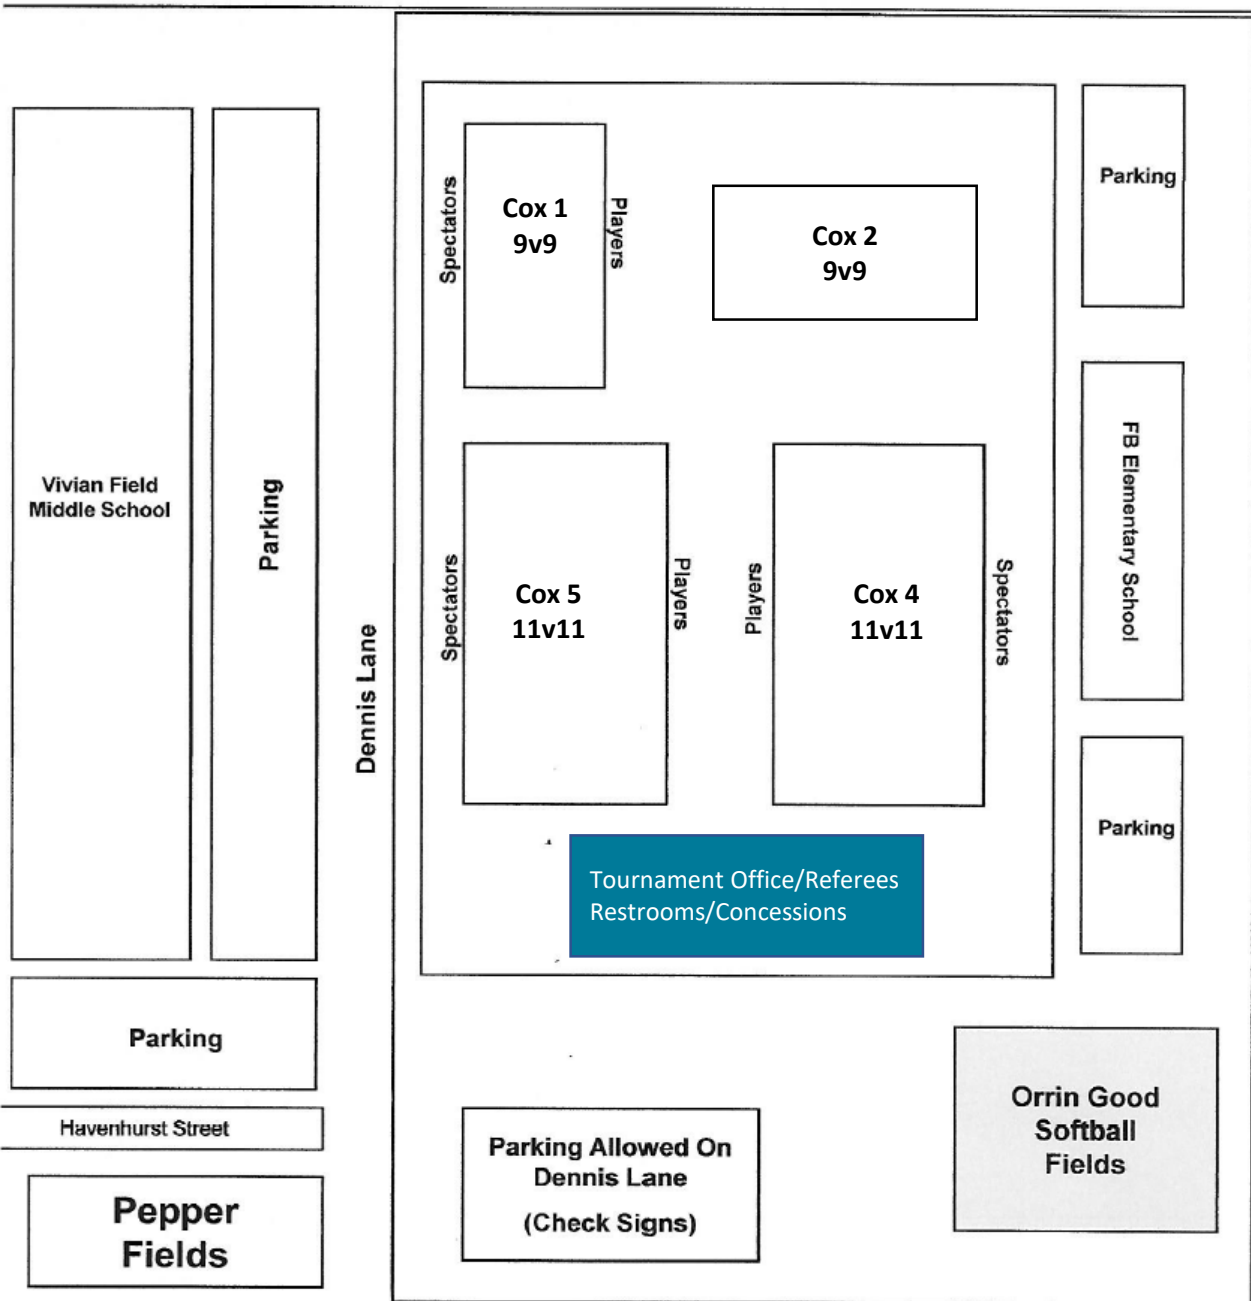 Spectators
Cox 1
9v9
Players
Cox 2
9v9
Parking
Vivian Field
Middle School
Parking
Dennis Lane
Spectators
Cox 5
11v11
Players
Players
Cox 4
11v11
Spectators
FB Elementary School
Parking
Tournament Office/Referees
Restrooms/Concessions
Parking
Havenhurst Street
Pepper
Fields
Parking Allowed On
Dennis Lane
(Check Signs)
Orrin Good
Softball
Fields